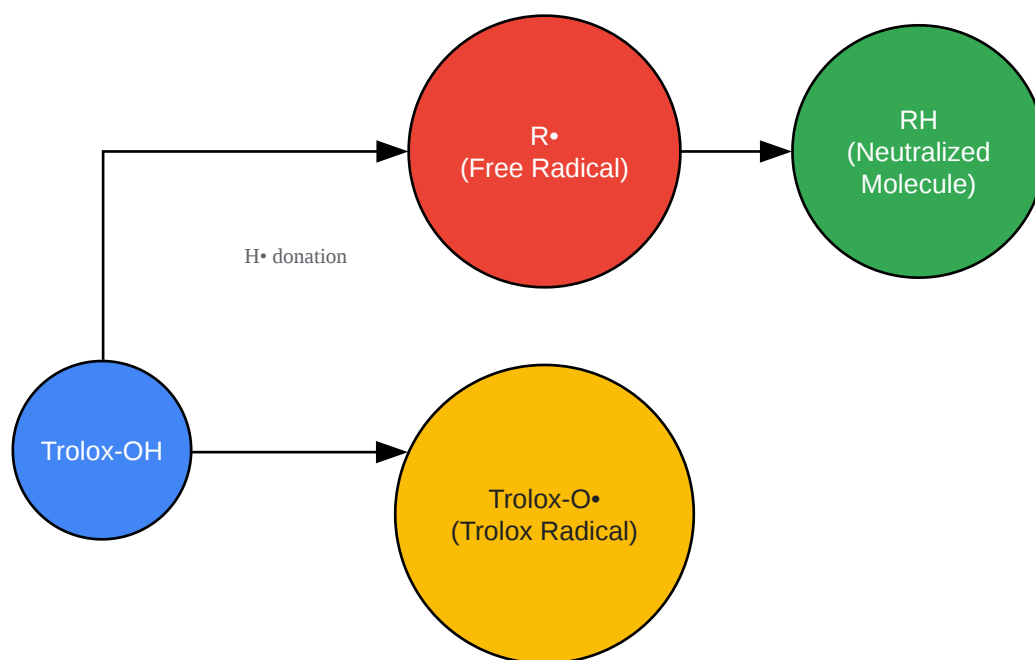 R•
(Free Radical)
RH
(Neutralized
Molecule)
H• donation
Trolox-OH
Trolox-O•
(Trolox Radical)